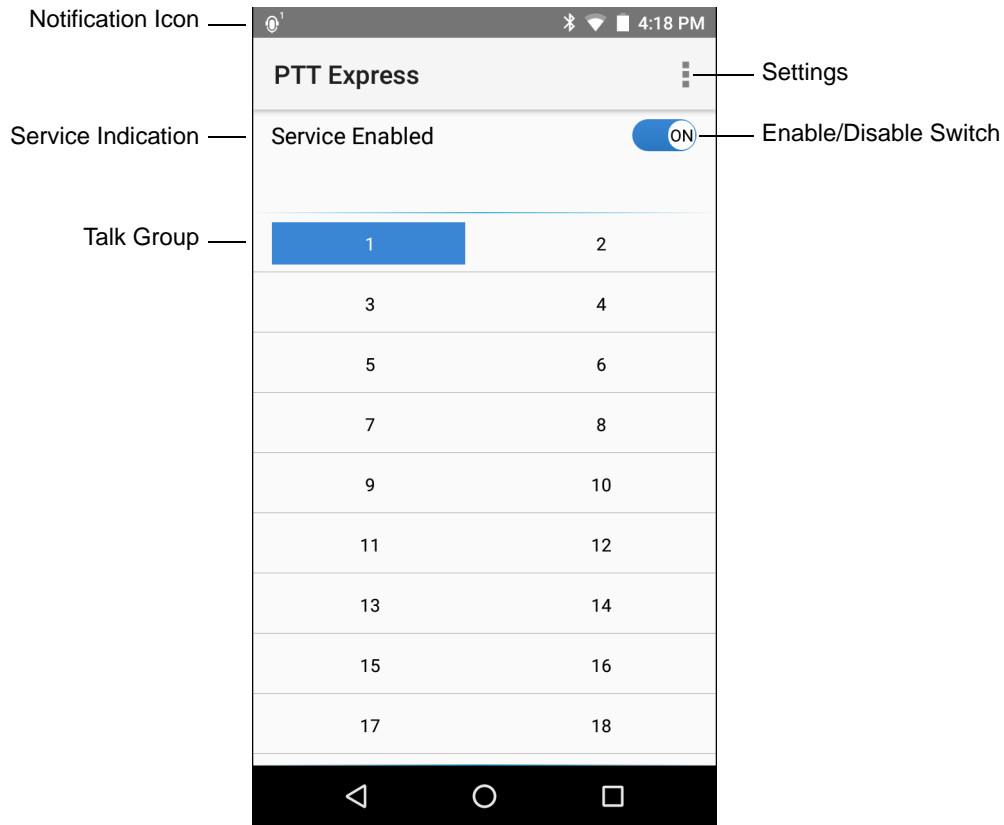 Notification Icon
1
4:18 PM
PTT Express
Settings
Service Indication
Service Enabled
ON
Enable/Disable Switch
Talk Group
1
2
3
4
5
6
7
8
9
10
11
12
13
14
15
16
17
18